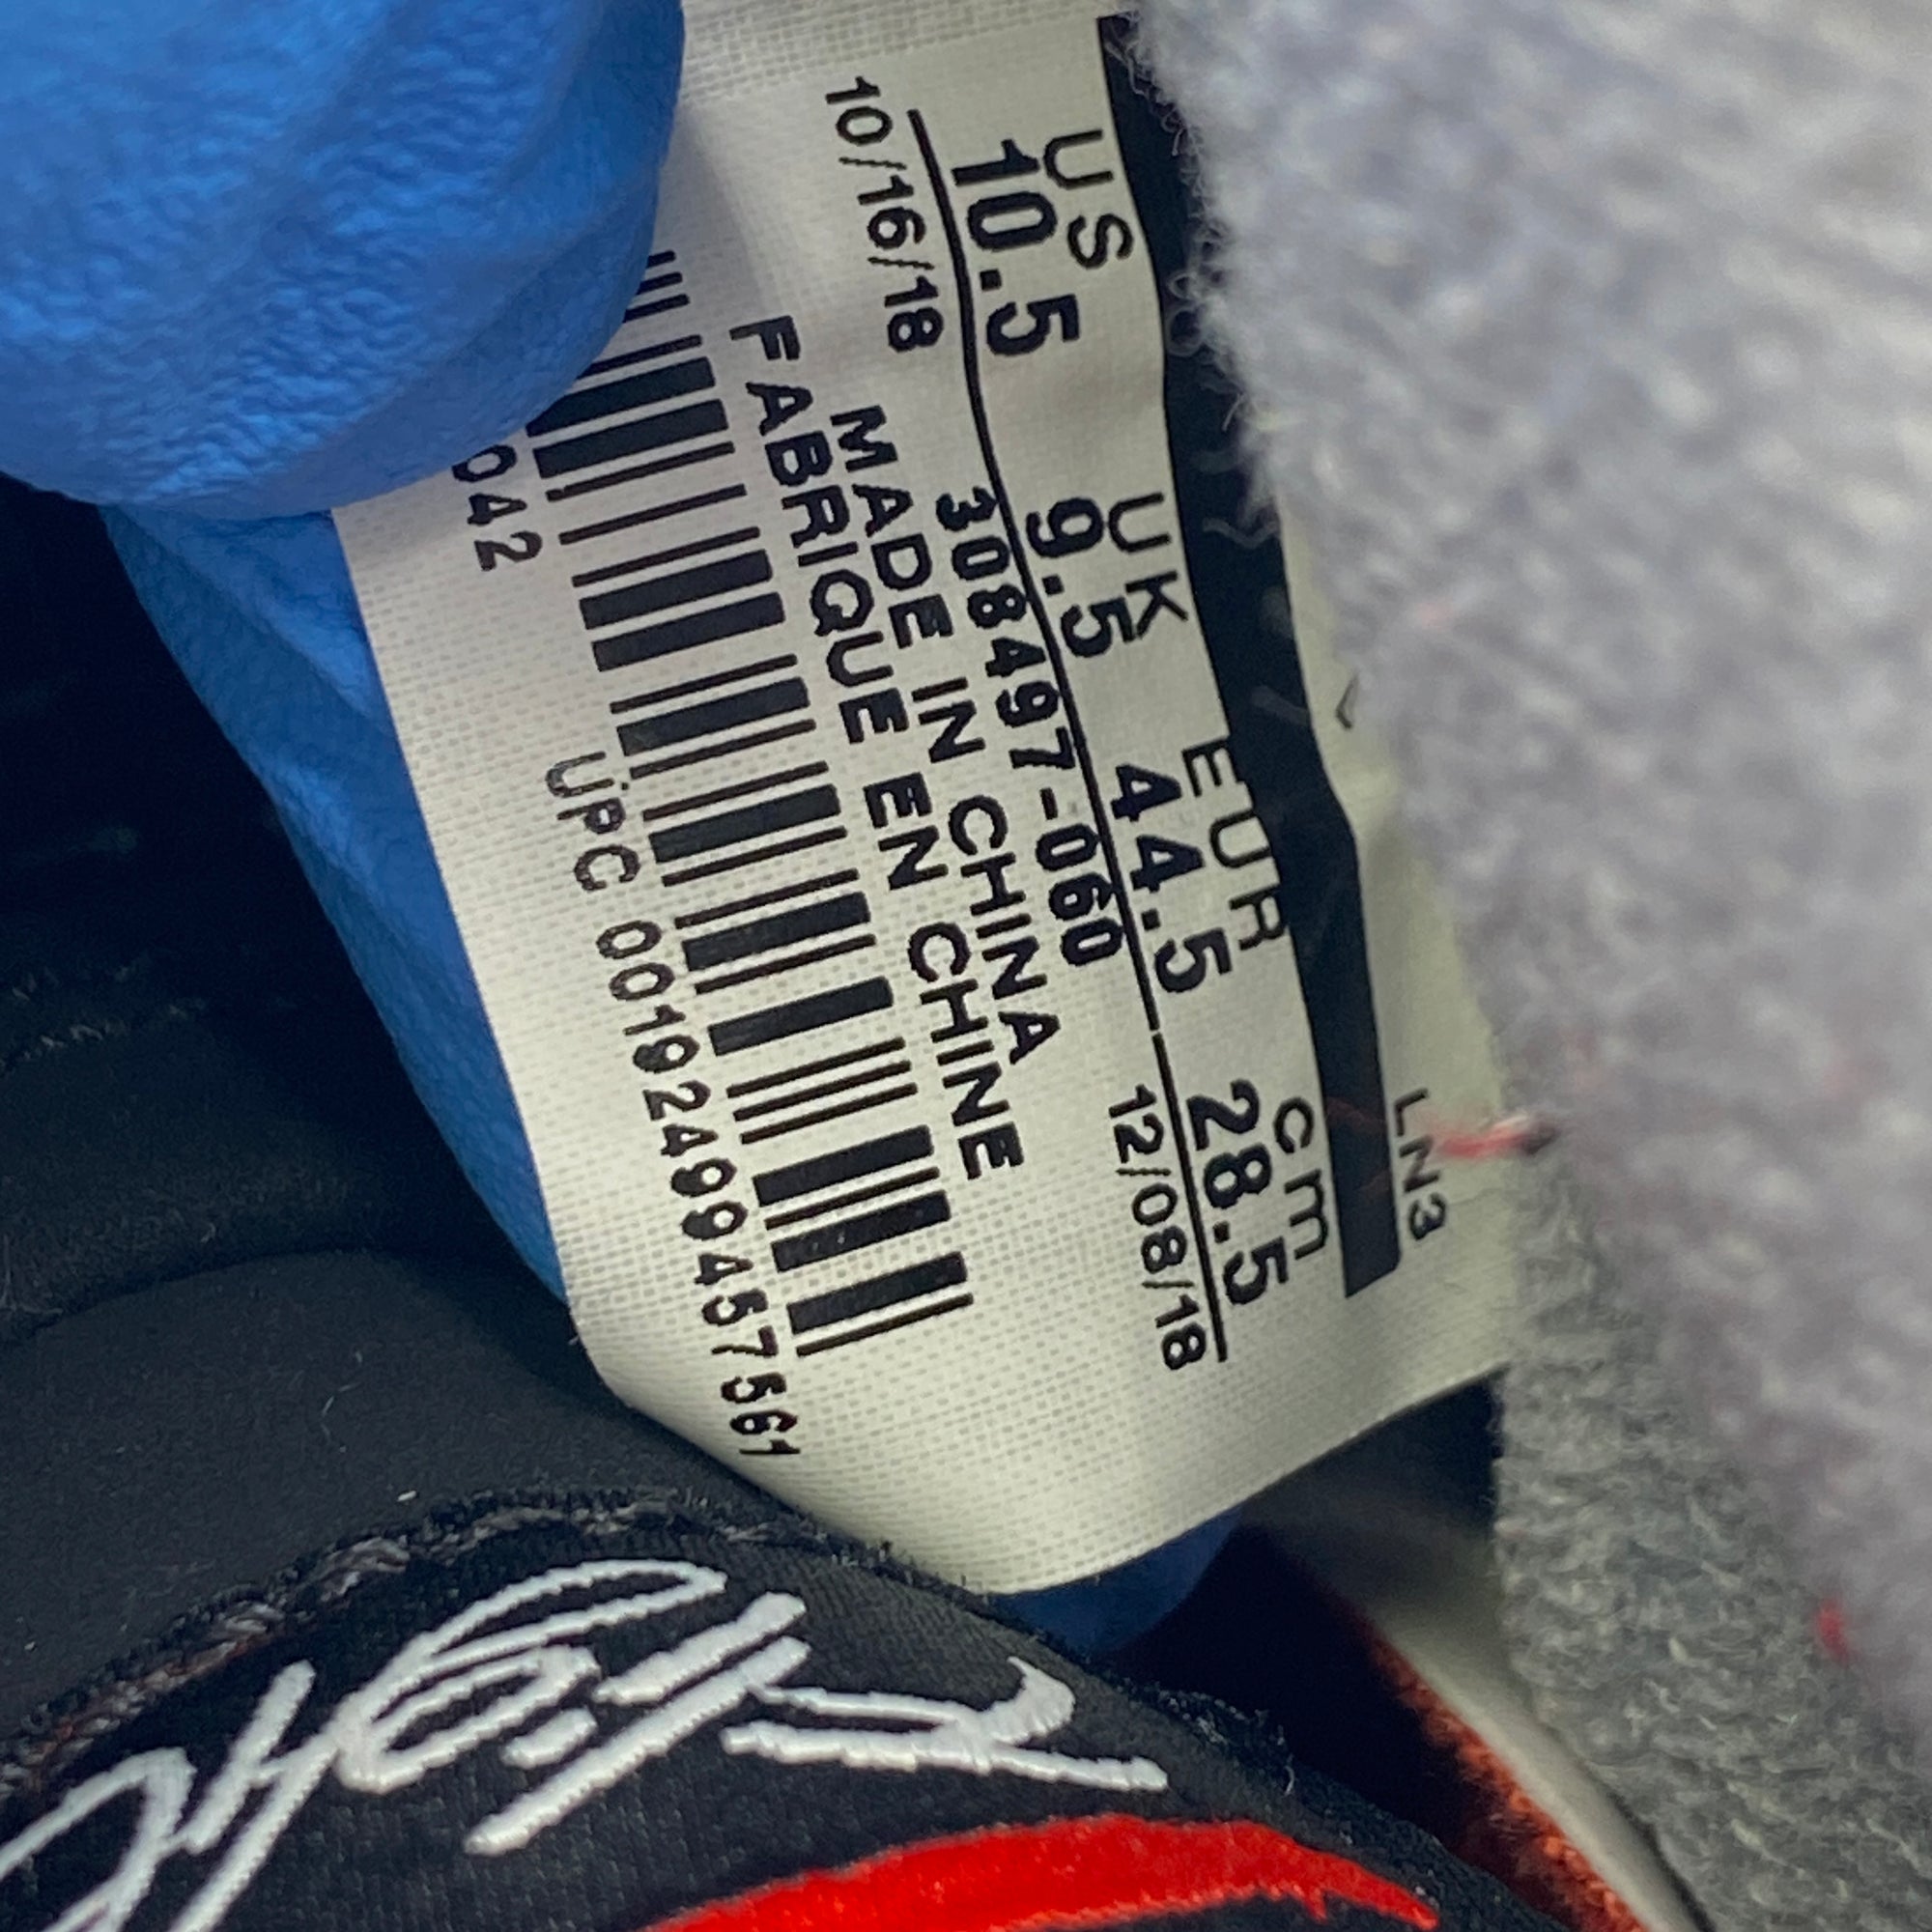 LN3
US UK EUR cm
10.5 9.5 44.5 28.5
10/16/18 308497-060 12/08/18
MADE IN CHINA
FABRIQUE EN CHINE
042 UPC 00192499457561